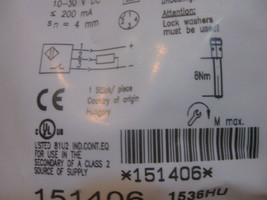 10-30 V DC
≤ 200 mA
Sn = 4 mm
Attention:
Lock washers
must be used!
+
-
8Nm
1 Stück/ piece
Country of origin
Hungary
CE
M max.
UL
LISTED 81U2 IND.CONT.EQ
FOR USE IN THE
SECONDARY OF A CLASS 2
SOURCE OF SUPPLY
*151406*
151406
1536HU